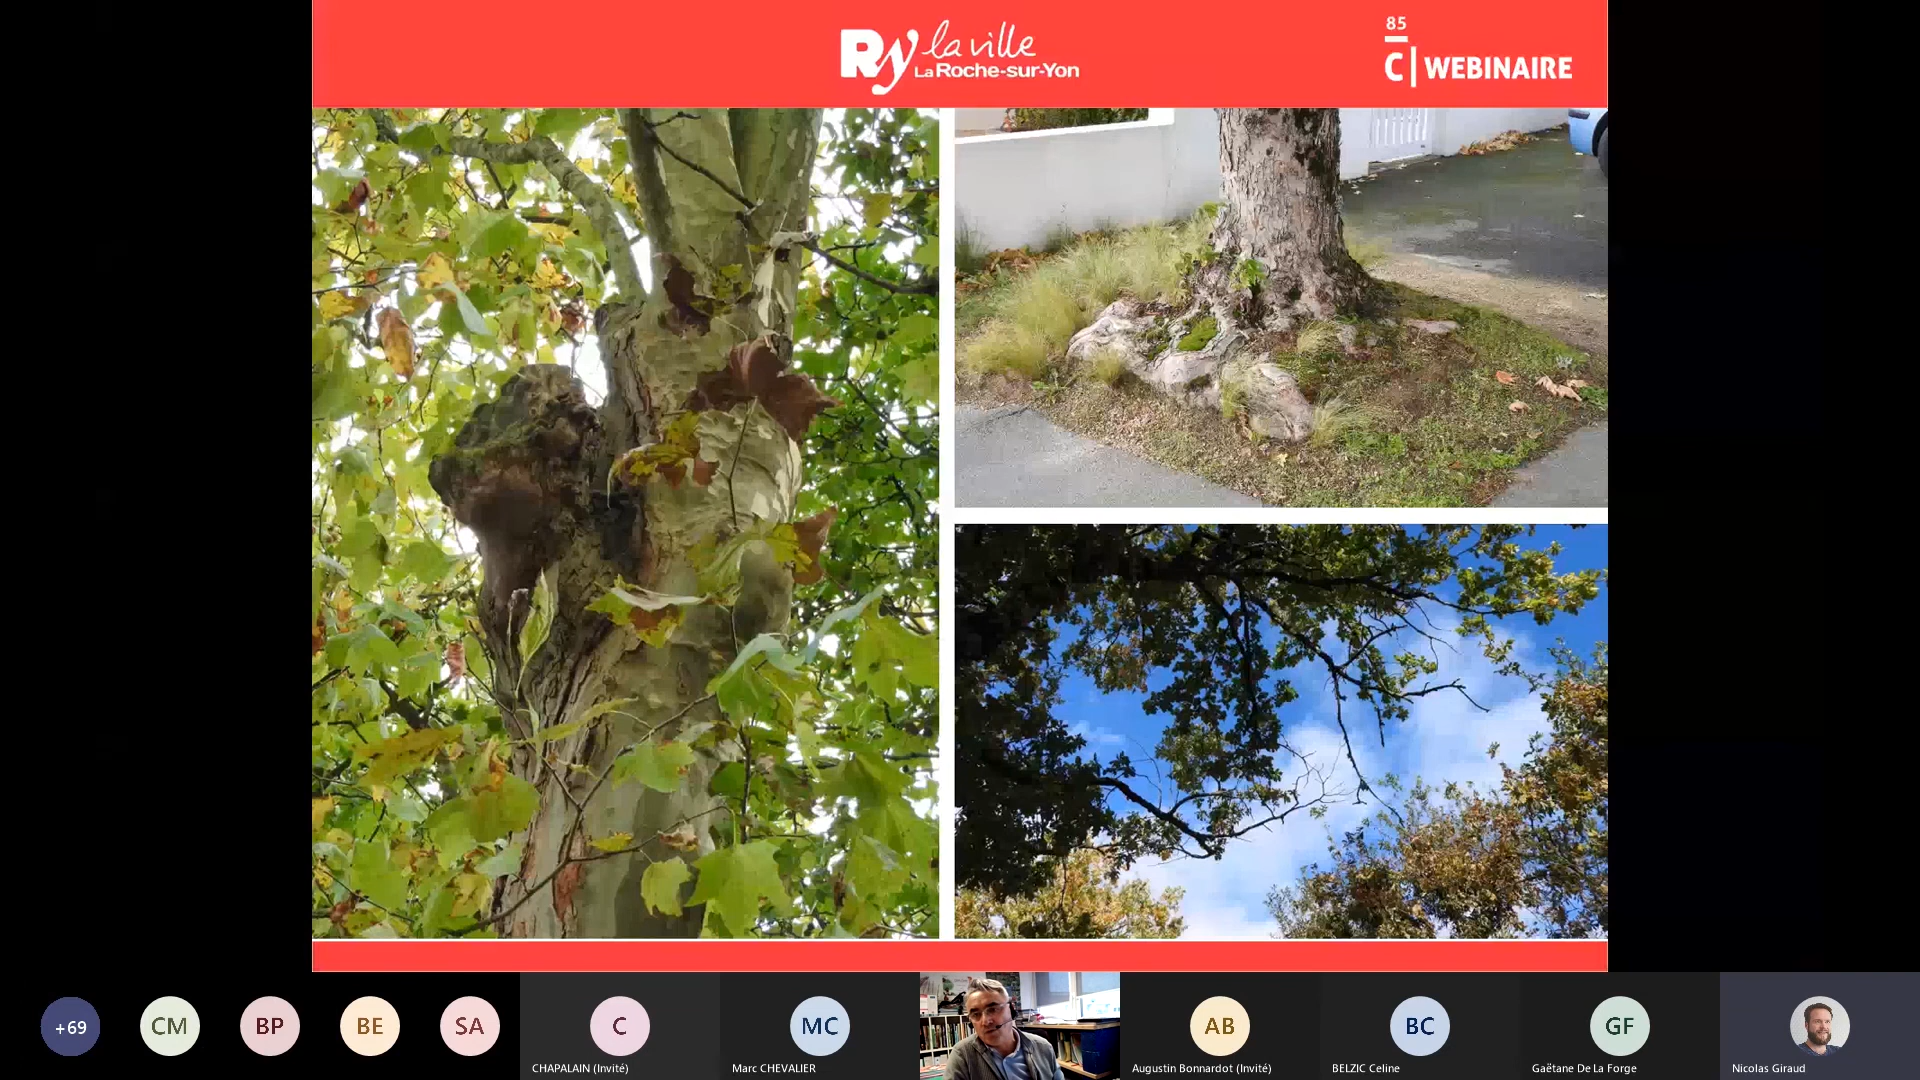 Ry la ville
La Roche-sur-Yon
85
C | WEBINAIRE
+69
CM
BP
BE
SA
C
MC
AB
BC
GF
CHAPALAIN (Invité)
Marc CHEVALIER
Augustin Bonnardot (Invité)
BELZIC Celine
Gaëtane De La Forge
Nicolas Giraud